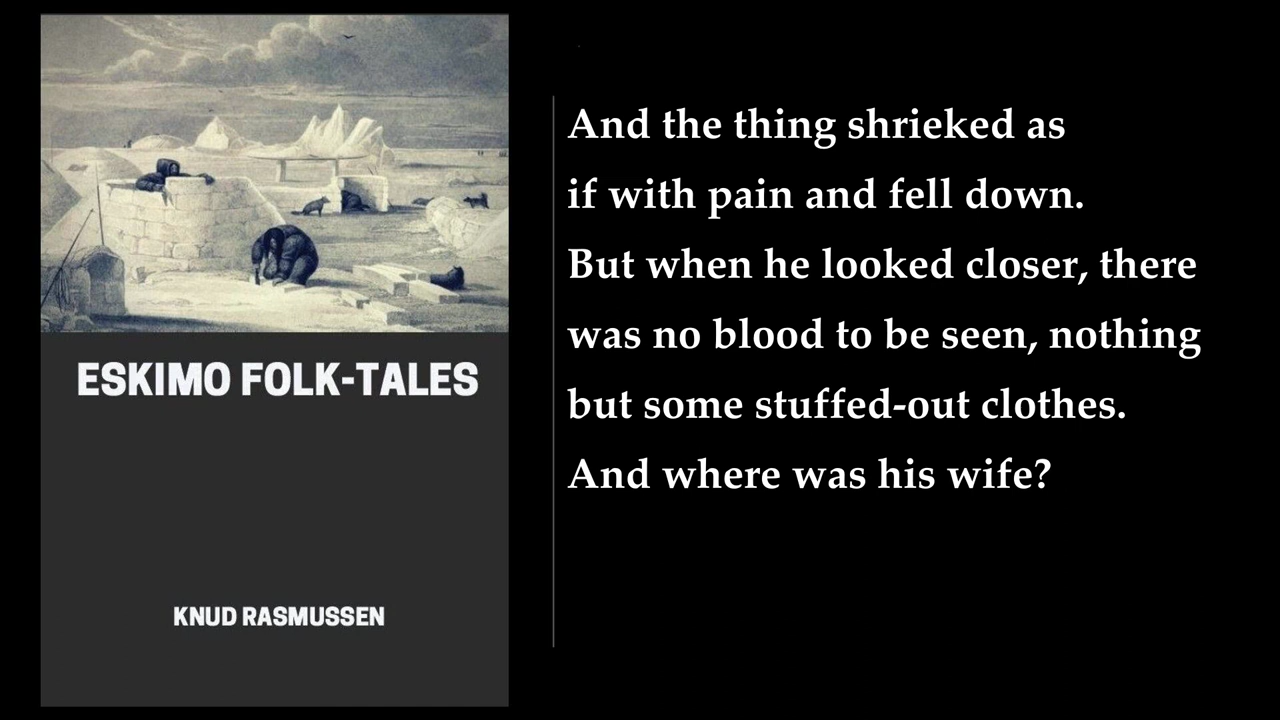 ESKIMO FOLK-TALES
KNUD RASMUSSEN
And the thing shrieked as
if with pain and fell down.
But when he looked closer, there
was no blood to be seen, nothing
but some stuffed-out clothes.
And where was his wife?